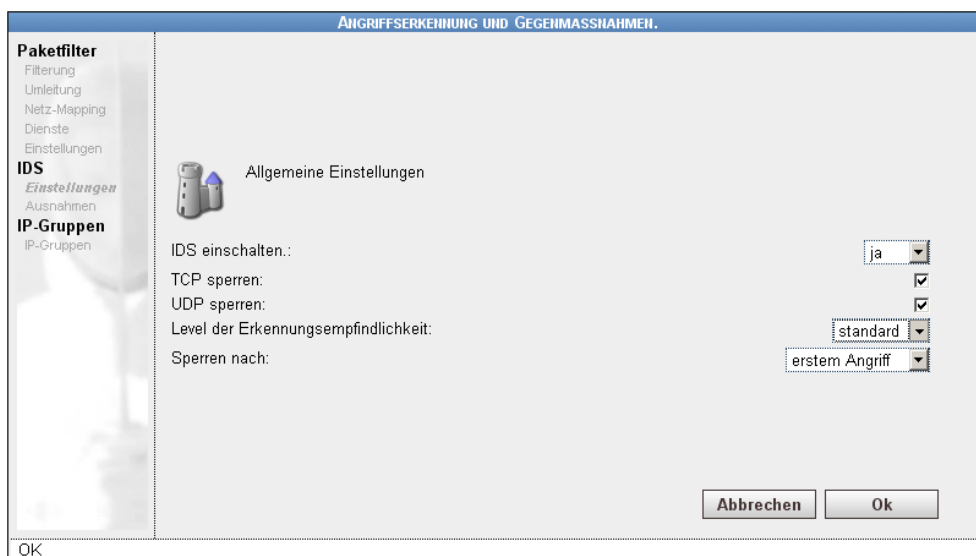 ANGRIFFSERKENNUNG UND GEGENMASSNAHMEN.
Paketfilter
Filterung
Umleitung
Netz-Mapping
Dienste
Einstellungen
IDS
Einstellungen
Ausnahmen
IP-Gruppen
IP-Gruppen
Allgemeine Einstellungen
IDS einschalten.: ja
TCP sperren:
UDP sperren:
Level der Erkennungsempfindlichkeit: standard
Sperren nach: erstem Angriff
Abbrechen Ok
OK